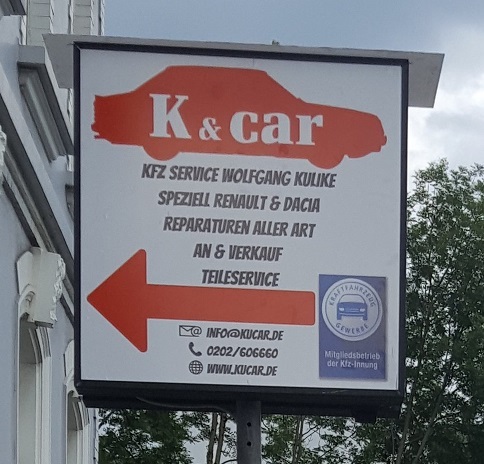 K & car
KFZ SERVICE WOLFGANG KULIKE
SPEZIELL RENAULT & DACIA
REPARATUREN ALLER ART
AN & VERKAUF
TEILESERVICE
INFO@KUCAR.DE
0202/606660
WWW.KUCAR.DE
KRAFTFAHRZEUG
GEWERBE
Mitgliedsbetrieb
der Kfz-Innung